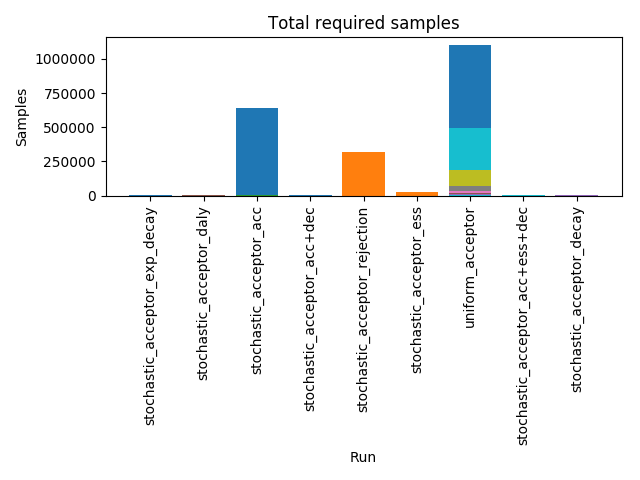 Total required samples
1000000
750000
500000
250000
0
Samples
stochastic_acceptor_exp_decay
stochastic_acceptor_daly
stochastic_acceptor_acc
stochastic_acceptor_acc+dec
stochastic_acceptor_rejection
stochastic_acceptor_ess
uniform_acceptor
stochastic_acceptor_acc+ess+dec
stochastic_acceptor_decay
Run